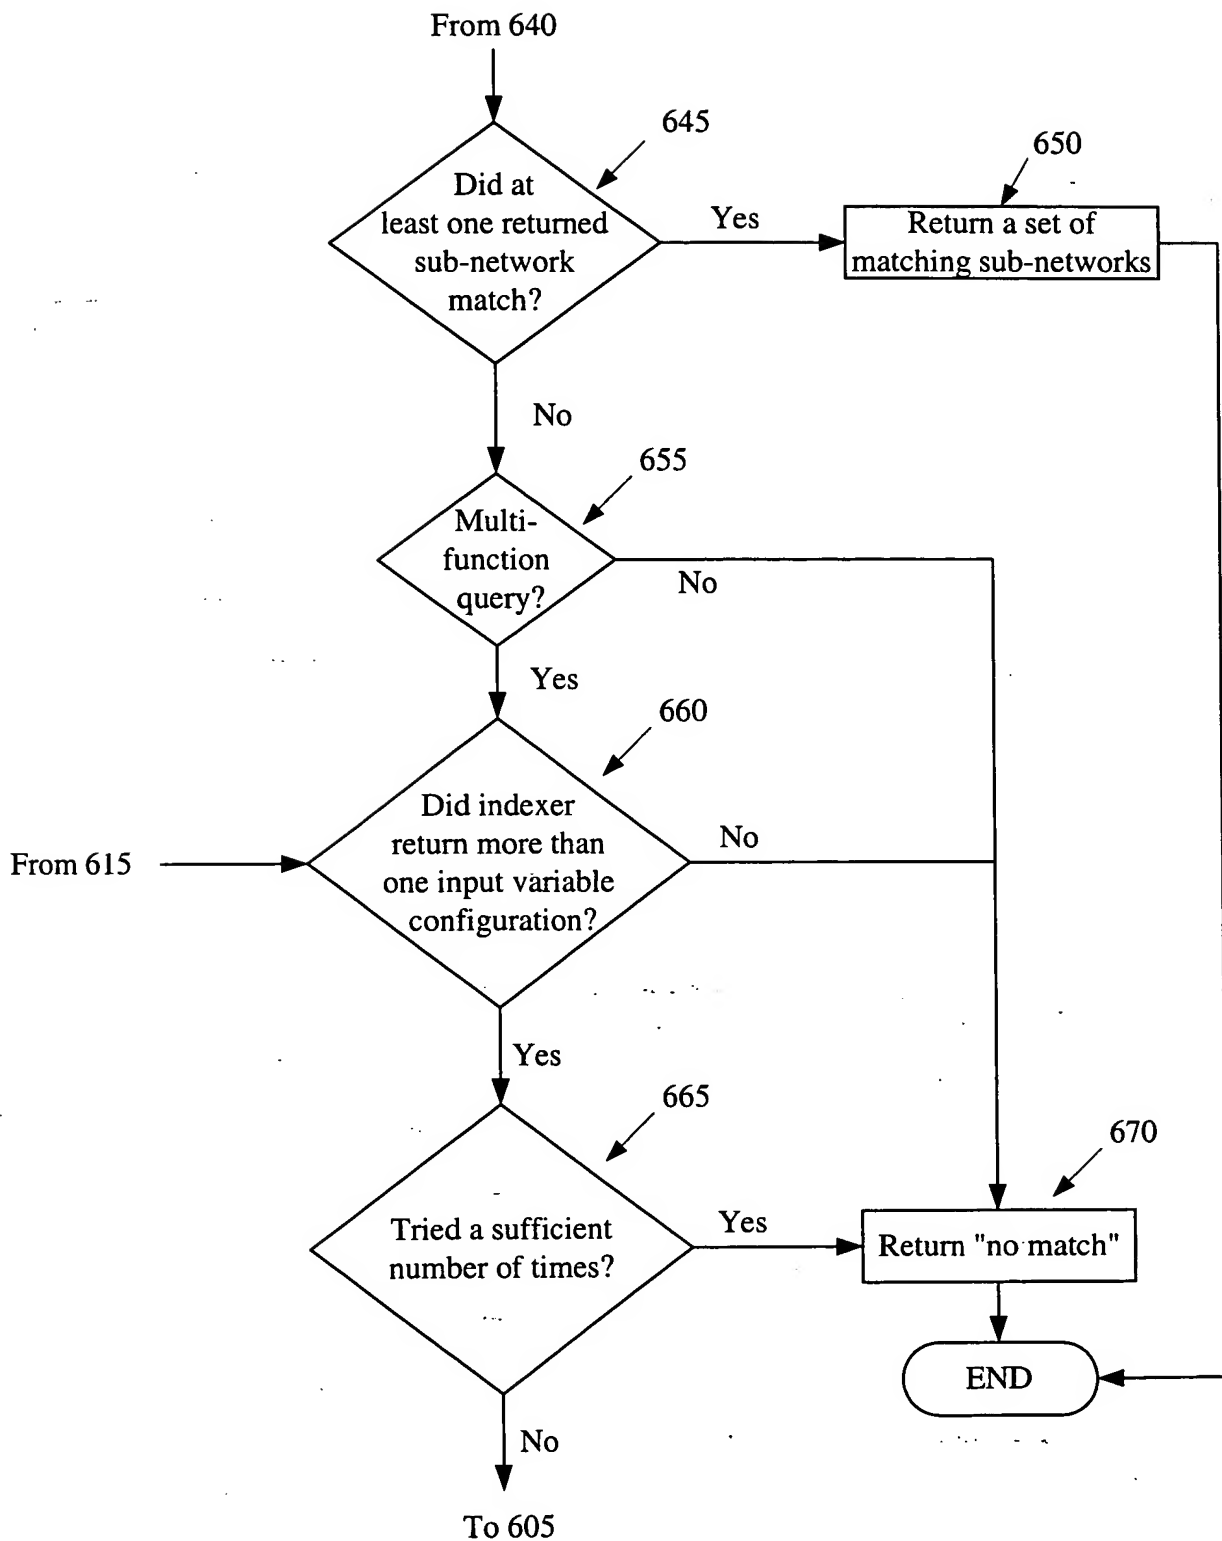 From 640
645
650
Did at
least one returned
sub-network
match?
Yes
Return a set of
matching sub-networks
No
655
Multi-
function
query?
No
Yes
660
Did indexer
return more than
one input variable
configuration?
No
From 615
Yes
665
670
Tried a sufficient
number of times?
Yes
Return "no match"
END
No
To 605